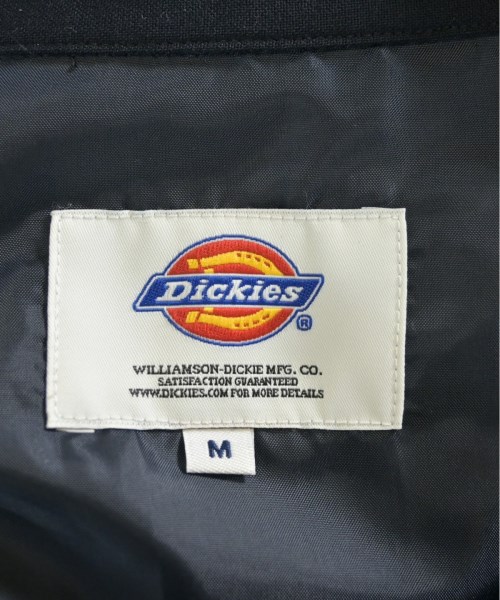 Dickies
®
WILLIAMSON-DICKIE MFG. CO.
SATISFACTION GUARANTEED
WWW.DICKIES.COM FOR MORE DETAILS
M